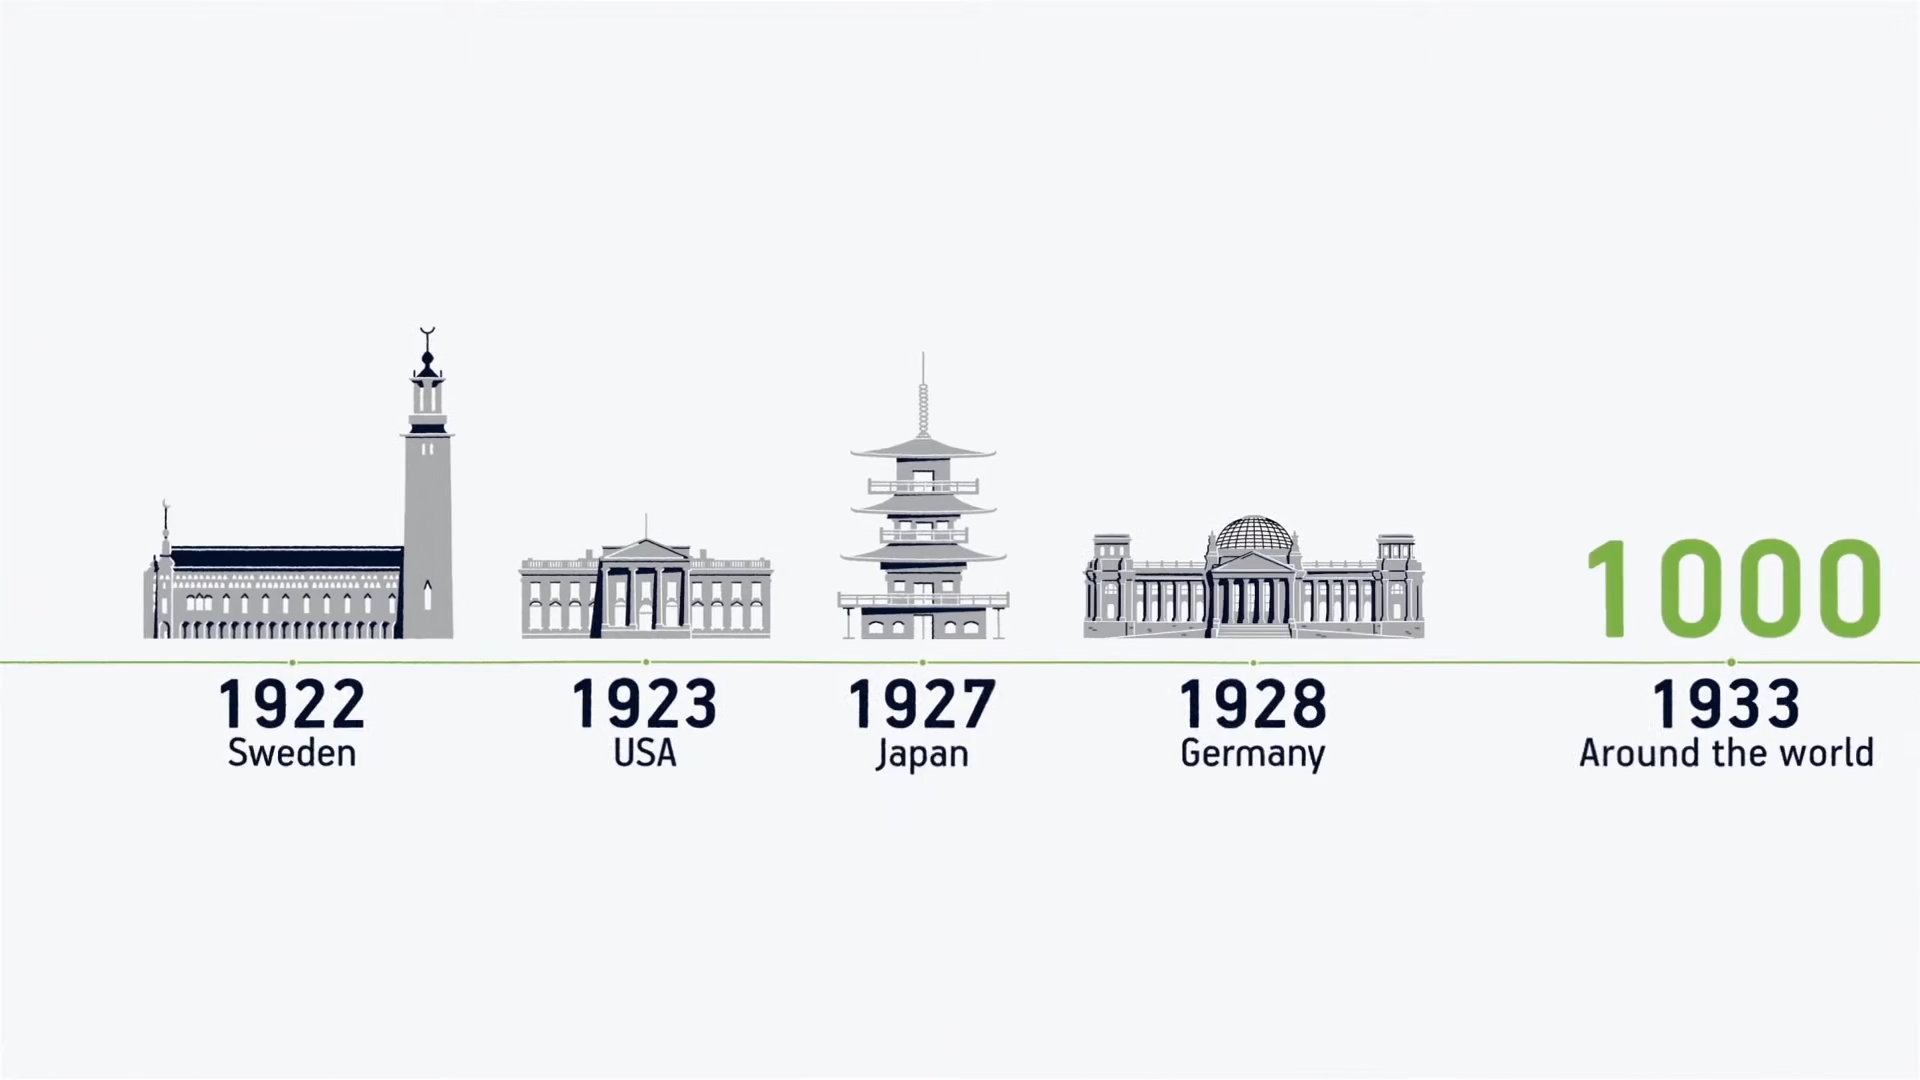 1000
1922
Sweden
1923
USA
1927
Japan
1928
Germany
1933
Around the world